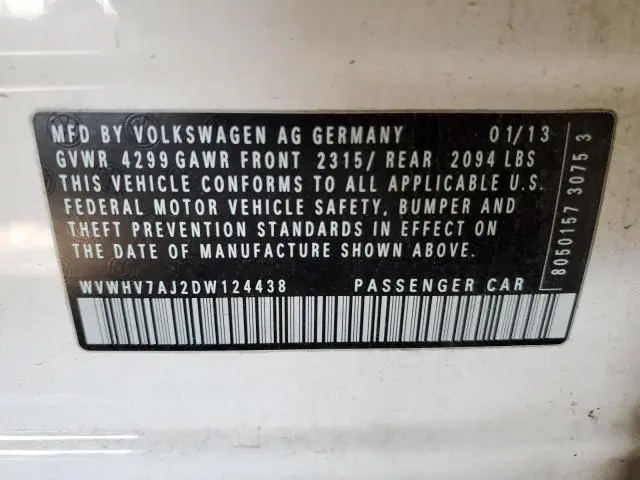 MFD BY VOLKSWAGEN AG GERMANY 01/13
GVWR 4299 GAWR FRONT 2315/ REAR 2094 LBS
THIS VEHICLE CONFORMS TO ALL APPLICABLE U.S.
FEDERAL MOTOR VEHICLE SAFETY, BUMPER AND
THEFT PREVENTION STANDARDS IN EFFECT ON
THE DATE OF MANUFACTURE SHOWN ABOVE.
WVWHV7AJ2DW124438 PASSENGER CAR
8050157 3075 3